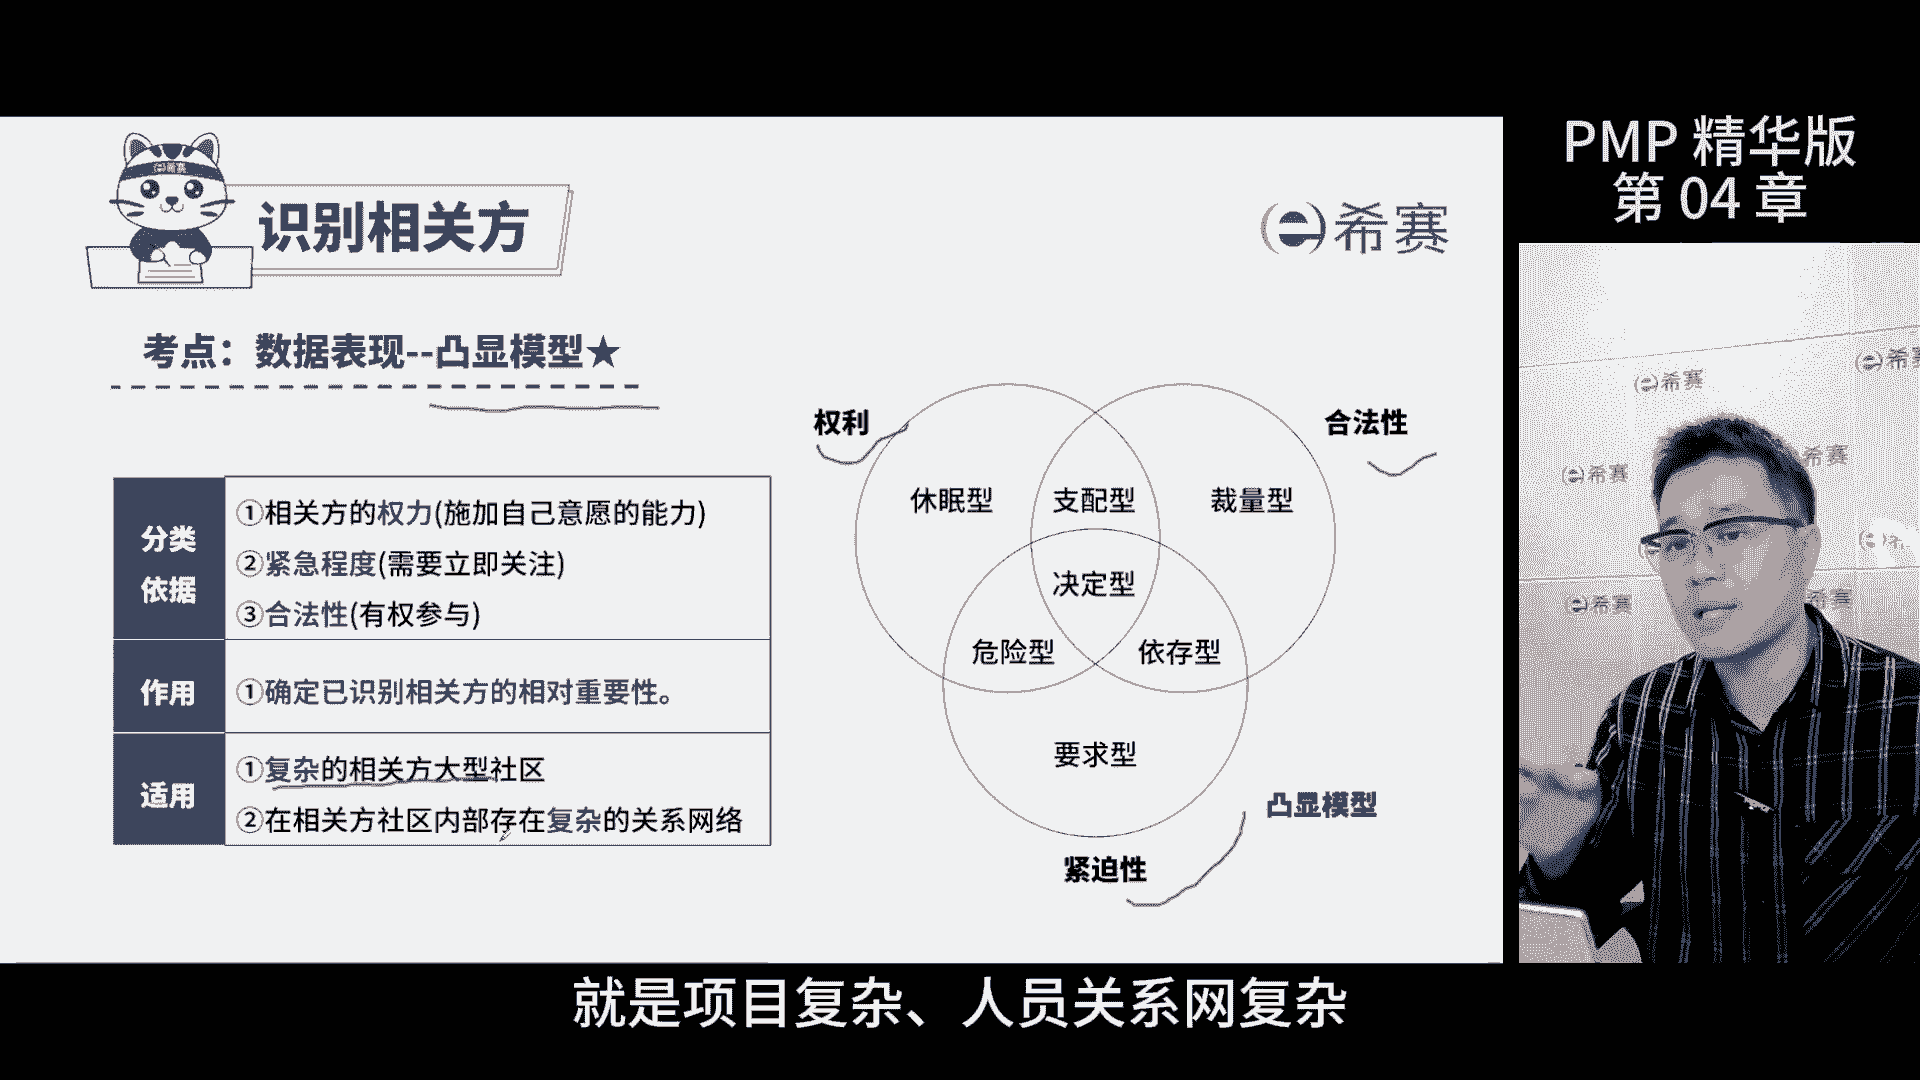 PMP 精华版
第 04 章
希赛
识别相关方
希赛
考点：数据表现--凸显模型★
分类
依据
①相关方的权力(施加自己意愿的能力)
②紧急程度(需要立即关注)
③合法性(有权参与)
作用
①确定已识别相关方的相对重要性。
适用
①复杂的相关方大型社区
②在相关方社区内部存在复杂的关系网络
权利
合法性
休眠型
支配型
裁量型
决定型
危险型
依存型
要求型
凸显模型
紧迫性
希赛
希赛
希赛
希赛
希赛
希赛
就是项目复杂、人员关系网复杂